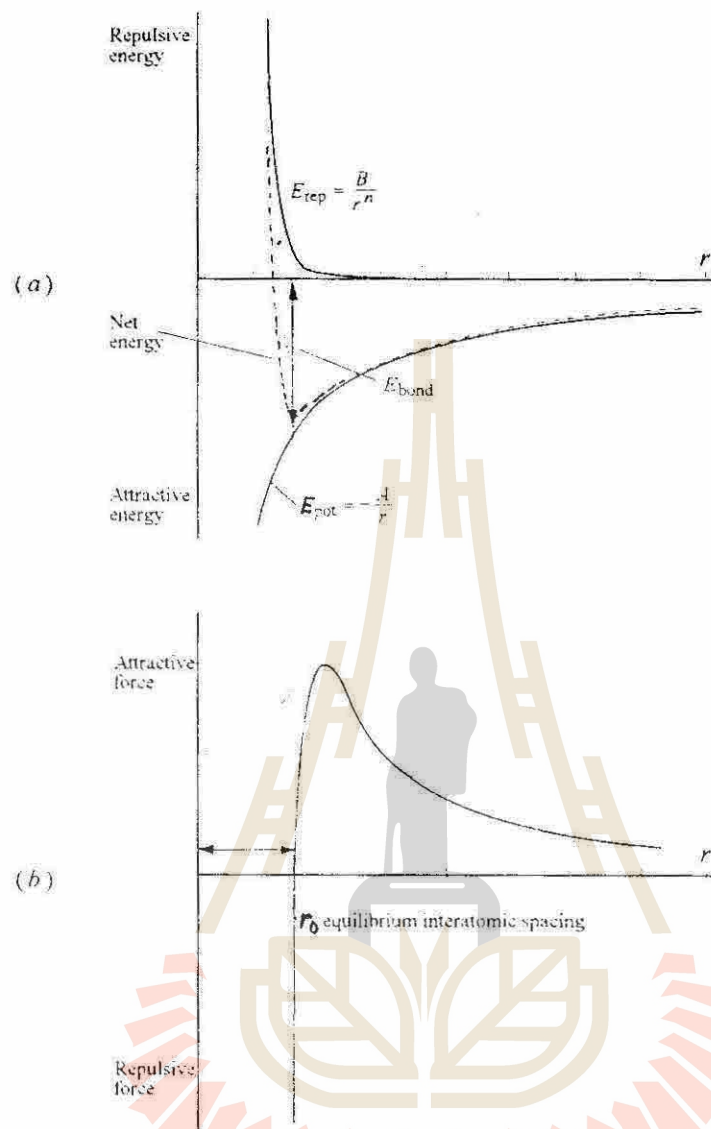 Repulsive
energy
E_rep = B/r^n
r
(a)
Net
energy
E_bond
Attractive
energy
E_pot = -A/r
Attractive
force
r
(b)
r₀ equilibrium interatomic spacing
Repulsive
force